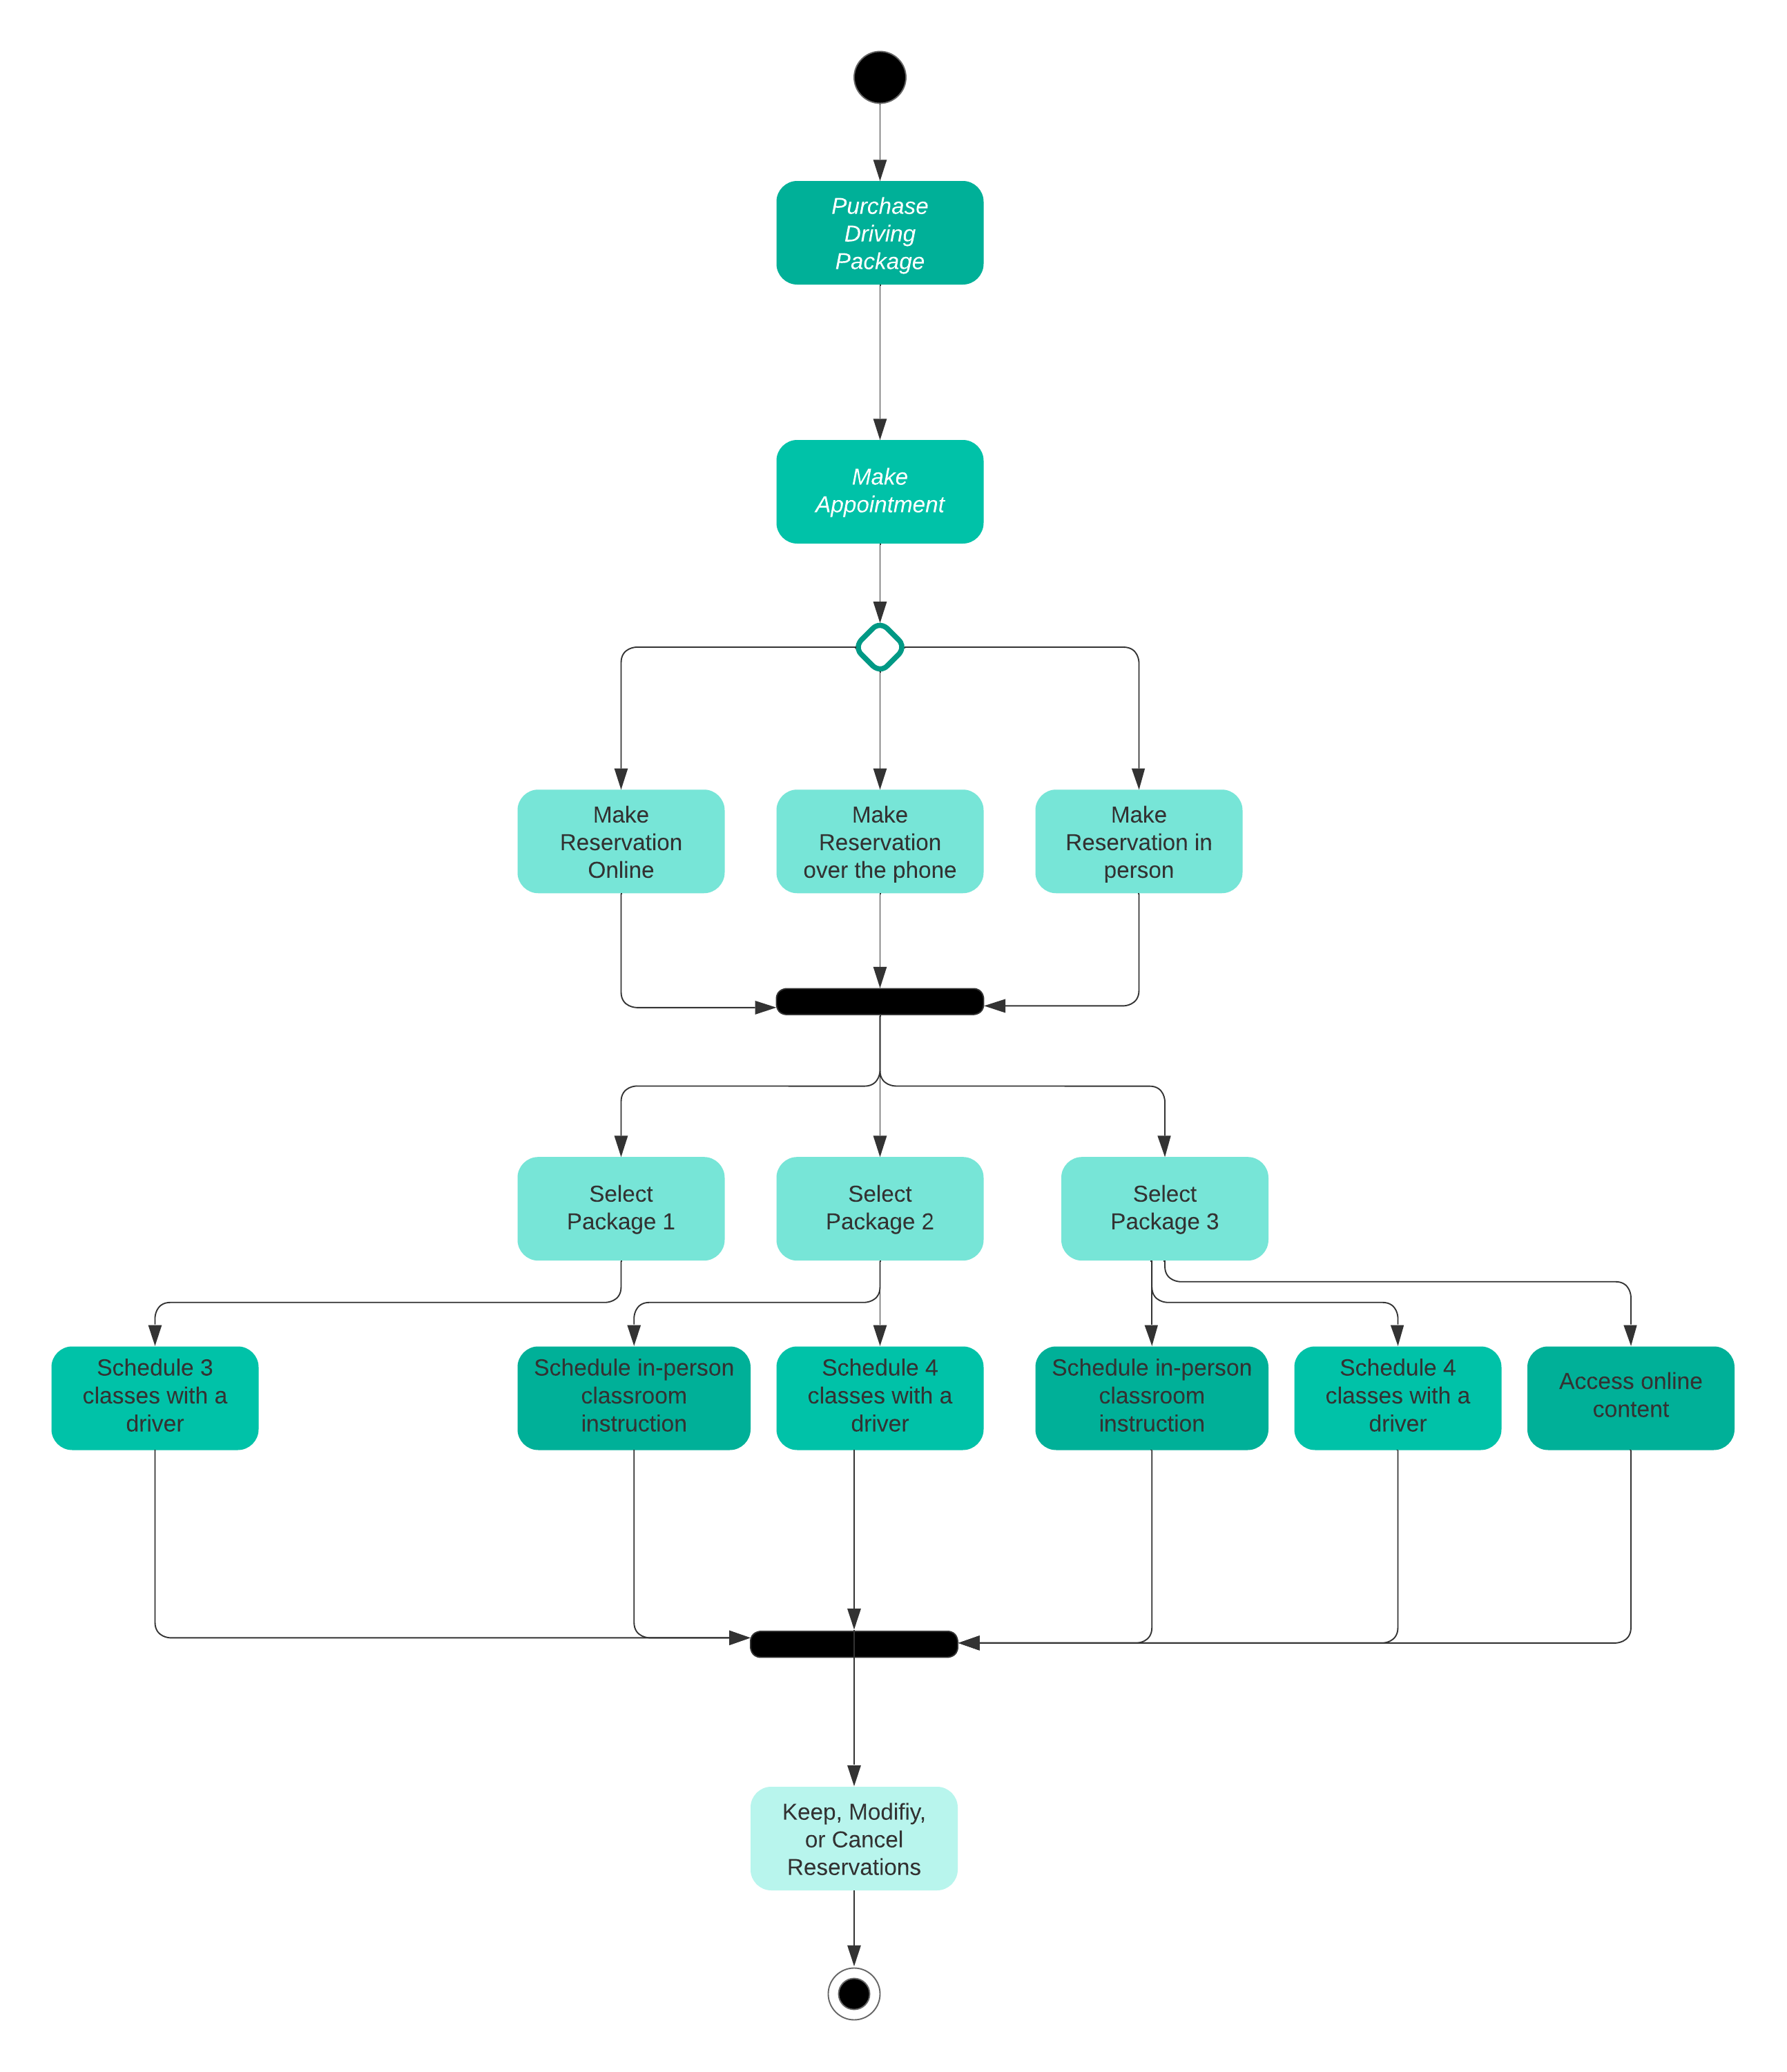 Purchase
Driving
Package
Make
Appointment
Make
Reservation
Online
Make
Reservation
over the phone
Make
Reservation in
person
Select
Package 1
Select
Package 2
Select
Package 3
Schedule 3
classes with a
driver
Schedule in-person
classroom
instruction
Schedule 4
classes with a
driver
Schedule in-person
classroom
instruction
Schedule 4
classes with a
driver
Access online
content
Keep, Modifiy,
or Cancel
Reservations